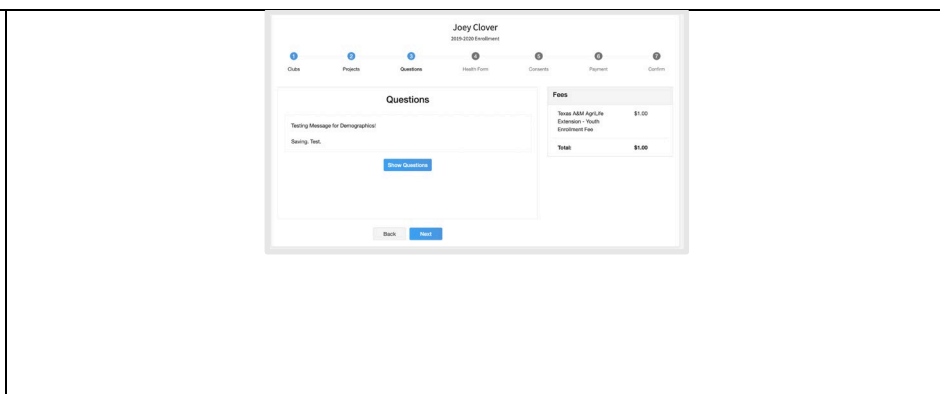 Joey Clover
2019-2020 Enrollment
1 2 3 4 5 6 7
Clubs Projects Questions Health Form Consents Payment Confirm
Questions
Testing Message for Demographics!
Saving. Test.
Show Questions
Back Next
Fees
Texas A&M AgriLife $1.00
Extension - Youth
Enrollment Fee
Total: $1.00